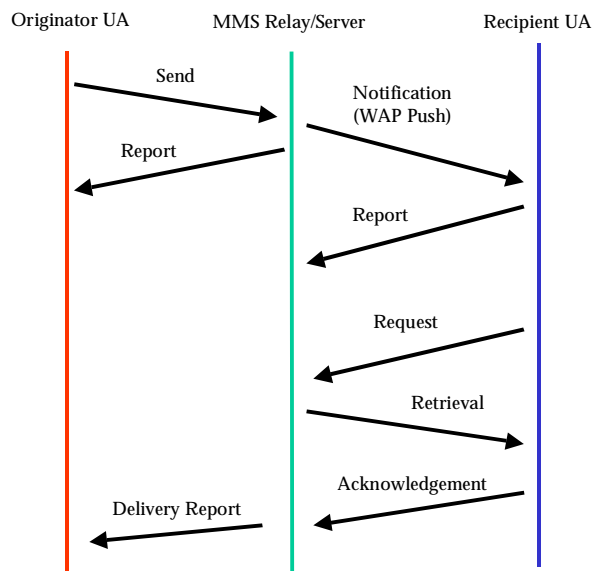 Originator UA
MMS Relay/Server
Recipient UA
Send
Notification
(WAP Push)
Report
Report
Request
Retrieval
Acknowledgement
Delivery Report